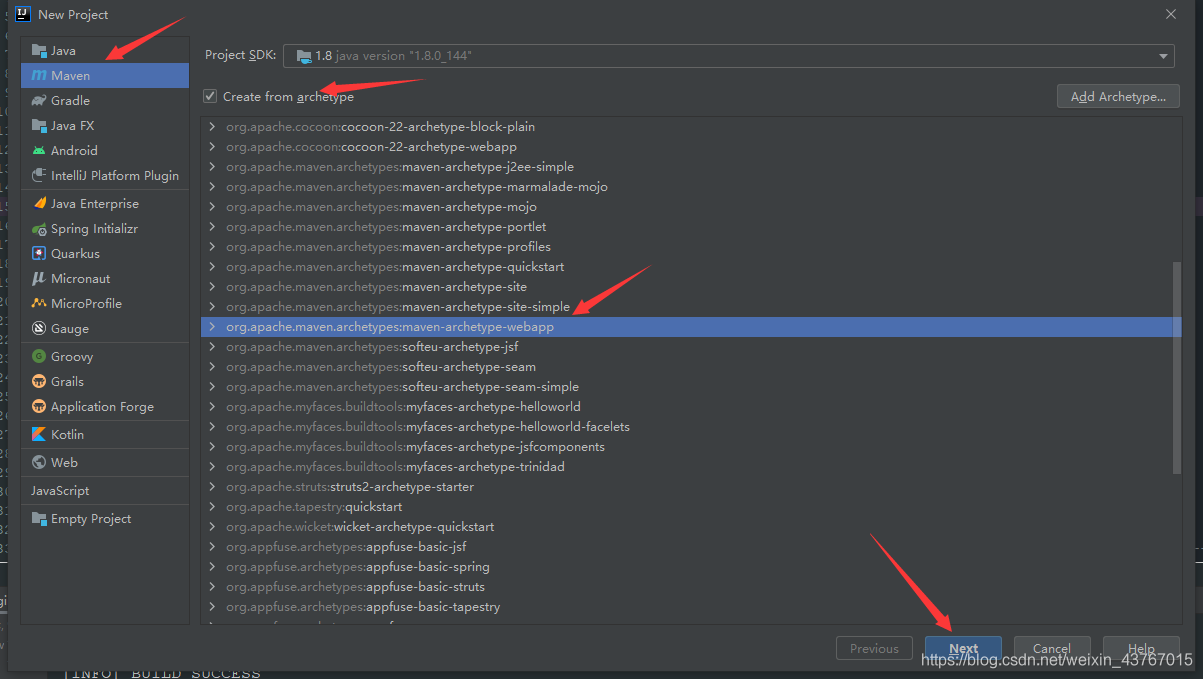 New Project
Java
Maven
Gradle
Java FX
Android
IntelliJ Platform Plugin
Java Enterprise
Spring Initializr
Quarkus
Micronaut
MicroProfile
Gauge
Groovy
Grails
Application Forge
Kotlin
Web
JavaScript
Empty Project
Project SDK: 1.8 java version "1.8.0_144"
Create from archetype
Add Archetype...
org.apache.cocoon:cocoon-22-archetype-block-plain
org.apache.cocoon:cocoon-22-archetype-webapp
org.apache.maven.archetypes:maven-archetype-j2ee-simple
org.apache.maven.archetypes:maven-archetype-marmalade-mojo
org.apache.maven.archetypes:maven-archetype-mojo
org.apache.maven.archetypes:maven-archetype-portlet
org.apache.maven.archetypes:maven-archetype-profiles
org.apache.maven.archetypes:maven-archetype-quickstart
org.apache.maven.archetypes:maven-archetype-site
org.apache.maven.archetypes:maven-archetype-site-simple
org.apache.maven.archetypes:maven-archetype-webapp
org.apache.maven.archetypes:softeu-archetype-jsf
org.apache.maven.archetypes:softeu-archetype-seam
org.apache.maven.archetypes:softeu-archetype-seam-simple
org.apache.myfaces.buildtools:myfaces-archetype-helloworld
org.apache.myfaces.buildtools:myfaces-archetype-helloworld-facelets
org.apache.myfaces.buildtools:myfaces-archetype-jsfcomponents
org.apache.myfaces.buildtools:myfaces-archetype-trinidad
org.apache.struts:struts2-archetype-starter
org.apache.tapestry:quickstart
org.apache.wicket:wicket-archetype-quickstart
org.appfuse.archetypes:appfuse-basic-jsf
org.appfuse.archetypes:appfuse-basic-spring
org.appfuse.archetypes:appfuse-basic-struts
org.appfuse.archetypes:appfuse-basic-tapestry
Previous Next Cancel Help
https://blog.csdn.net/weixin_43767015
[INFO] BUILD SUCCESS